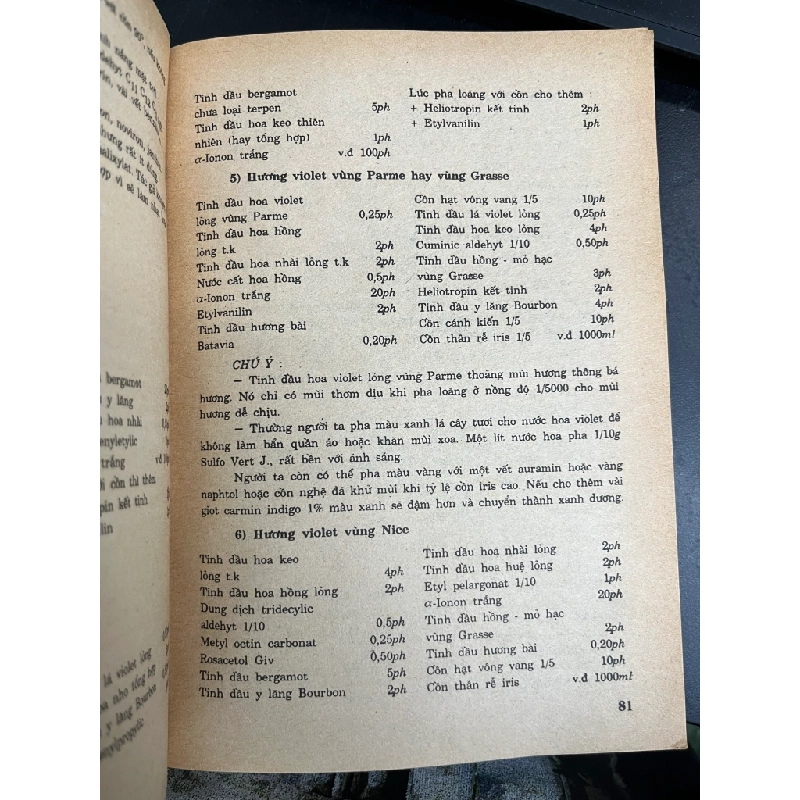 Tinh dầu bergamot
chưa loại terpen 5ph
Tinh dầu hoa keo thiên
nhiên (hay tổng hợp) 1ph
α-Ionon trắng v.đ 100ph
Lúc pha loãng với cồn cho thêm :
+ Heliotropin kết tinh 2ph
+ Etylvanilin 1ph
5) Hương violet vùng Parme hay vùng Grasse
Tinh dầu hoa violet
lỏng vùng Parme 0,25ph
Tinh dầu hoa hồng
lỏng t.k 2ph
Tinh dầu hoa nhài lỏng t.k 2ph
Nước cất hoa hồng 0,5ph
α-Ionon trắng 20ph
Etylvanilin 2ph
Tinh dầu hương bài
Batavia 0,20ph
Cồn hạt vông vang 1/5 10ph
Tinh dầu lá violet lỏng 0,25ph
Tinh dầu hoa keo lỏng 4ph
Cuminic aldehyt 1/10 0,50ph
Tinh dầu hồng - mỏ hạc
vùng Grasse 3ph
Heliotropin kết tinh 2ph
Tinh dầu y lăng Bourbon 4ph
Cồn cánh kiến 1/5 10ph
Cồn thân rễ iris 1/5 v.đ 1000ml
CHÚ Ý :
— Tinh dầu hoa violet lỏng vùng Parme thoảng mùi hương thông bá
hương. Nó chỉ có mùi thơm dịu khi pha loãng ở nồng độ 1/5000 cho mùi
hương dễ chịu.
— Thường người ta pha màu xanh lá cây tươi cho nước hoa violet để
không làm bẩn quần áo hoặc khăn mùi xoa. Một lít nước hoa pha 1/10g
Sulfo Vert J., rất bền với ánh sáng.
Người ta còn có thể pha màu vàng với một vết auramin hoặc vàng
naphtol hoặc cồn nghệ đã khử mùi khi tỷ lệ cồn iris cao. Nếu cho thêm vài
giọt carmin indigo 1% màu xanh sẽ đậm hơn và chuyển thành xanh dương.
6) Hương violet vùng Nice
Tinh dầu hoa keo
lỏng t.k 4ph
Tinh dầu hoa hồng lỏng 2ph
Dung dịch tridecylic
aldehyt 1/10 0,5ph
Metyl octin carbonat 0,25ph
Rosacetol Giv 0,50ph
Tinh dầu bergamot 5ph
Tinh dầu y lăng Bourbon 2ph
Tinh dầu hoa nhài lỏng 2ph
Tinh dầu hoa huệ lỏng 2ph
Etyl pelargonat 1/10 1ph
α-Ionon trắng 20ph
Tinh dầu hồng - mỏ hạc
vùng Grasse 2ph
Tinh dầu hương bài 0,20ph
Cồn hạt vông vang 1/5 10ph
Cồn thân rễ iris v.đ 1000ml
81